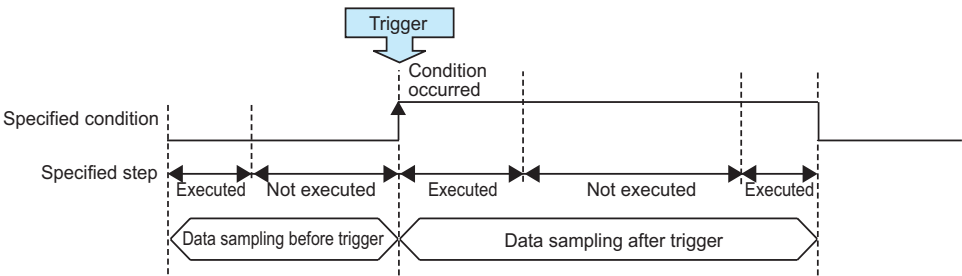 Trigger
Condition
occurred
Specified condition
Specified step
Executed
Not executed
Executed
Not executed
Executed
Data sampling before trigger
Data sampling after trigger